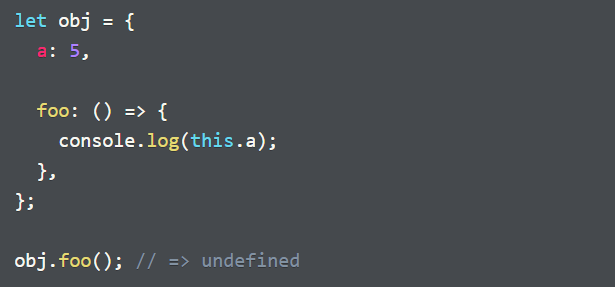 let obj = {
  a: 5,

  foo: () => {
    console.log(this.a);
  },
};

obj.foo(); // => undefined